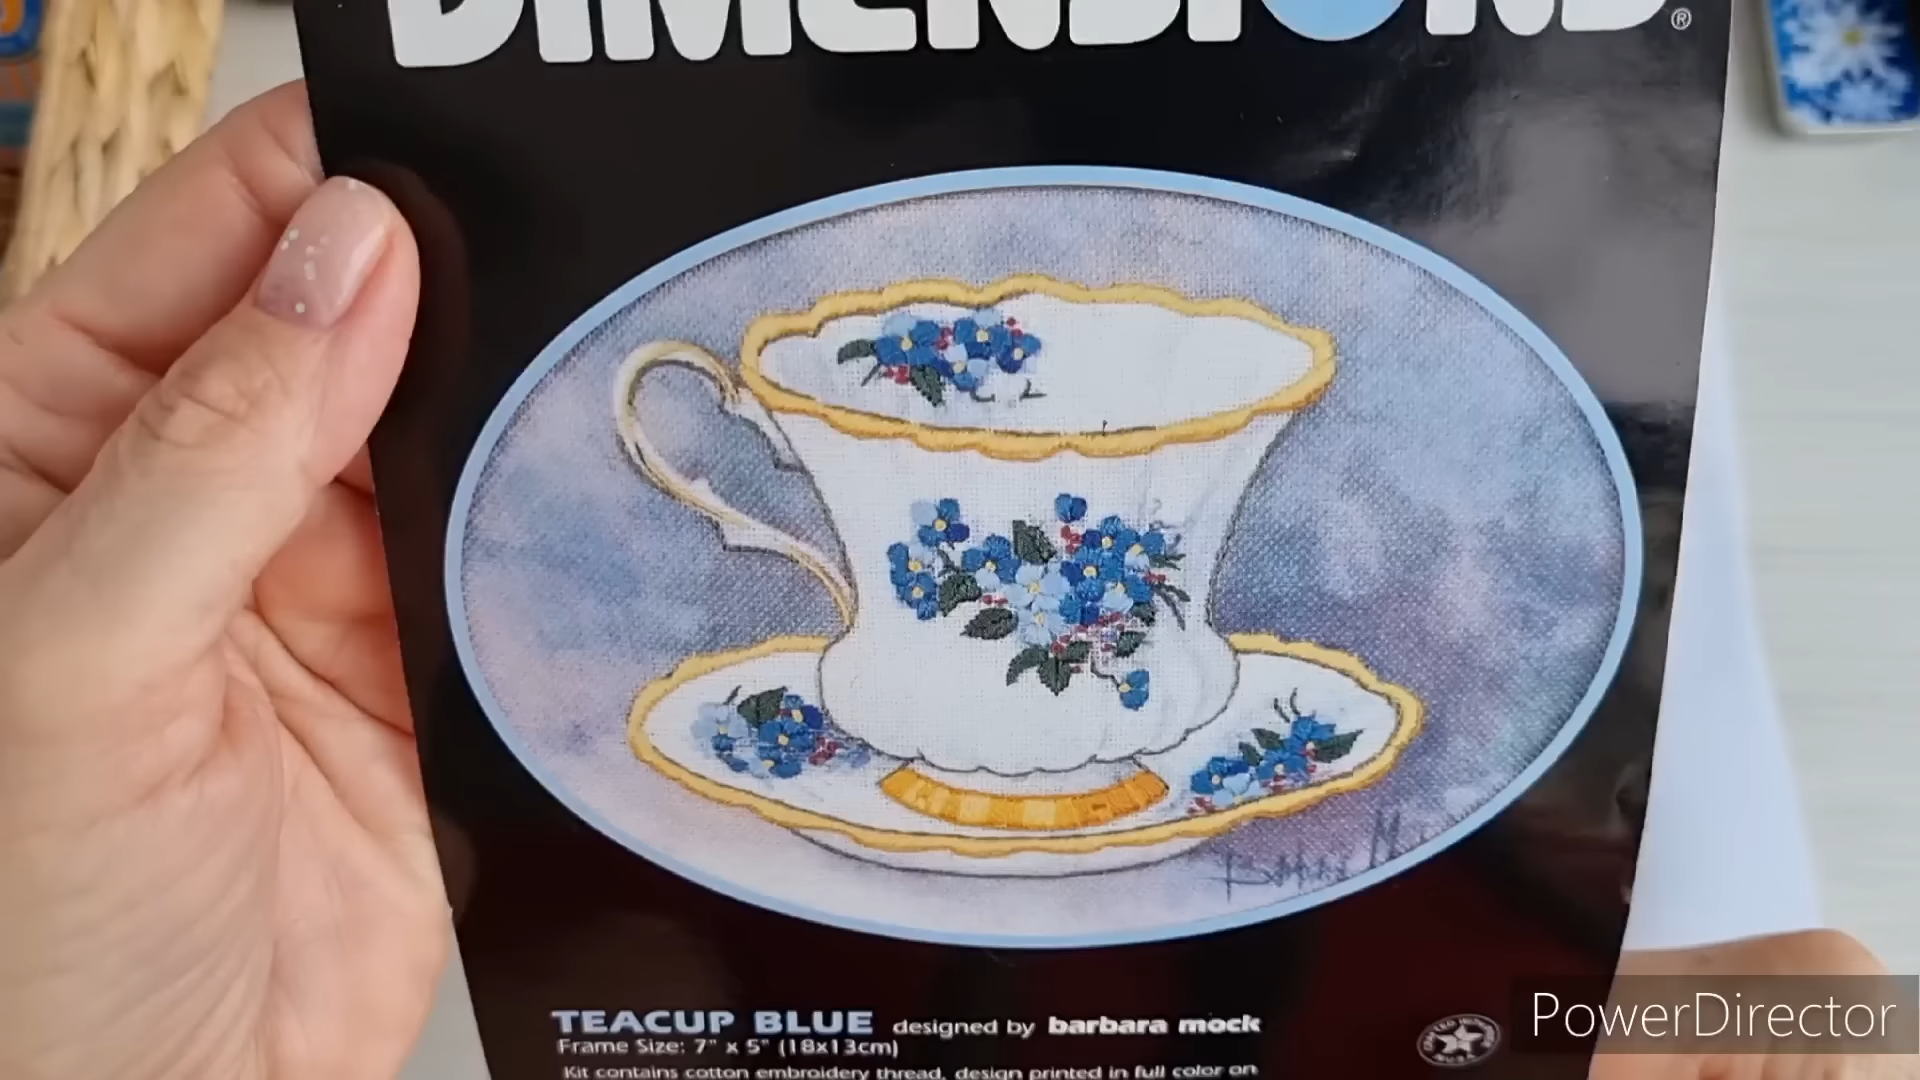 DIMENSIONS®
TEACUP BLUE designed by barbara mock
Frame Size: 7" x 5" (18x13cm)
Kit contains cotton embroidery thread, design printed in full color on
PowerDirector